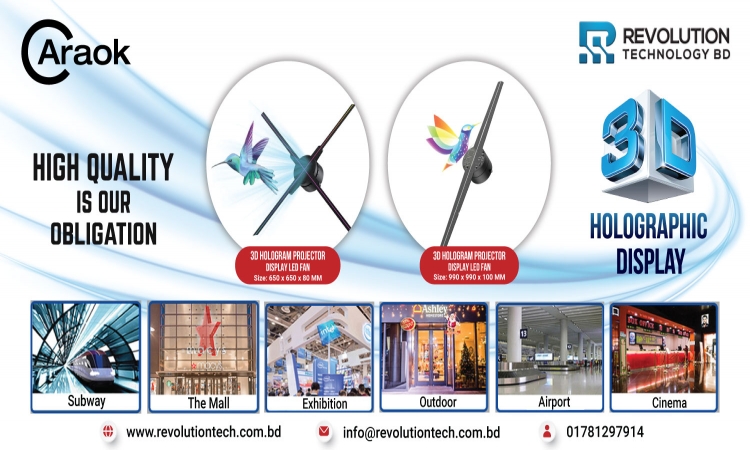 Araok
REVOLUTION
TECHNOLOGY BD
HIGH QUALITY
IS OUR
OBLIGATION
3D HOLOGRAM PROJECTOR
DISPLAY LED FAN
Size: 650 x 650 x 80 MM
3D HOLOGRAM PROJECTOR
DISPLAY LED FAN
Size: 990 x 990 x 100 MM
3D
HOLOGRAPHIC
DISPLAY
Ashley
13
Subway
The Mall
Exhibition
Outdoor
Airport
Cinema
www.revolutiontech.com.bd
info@revolutiontech.com.bd
01781297914